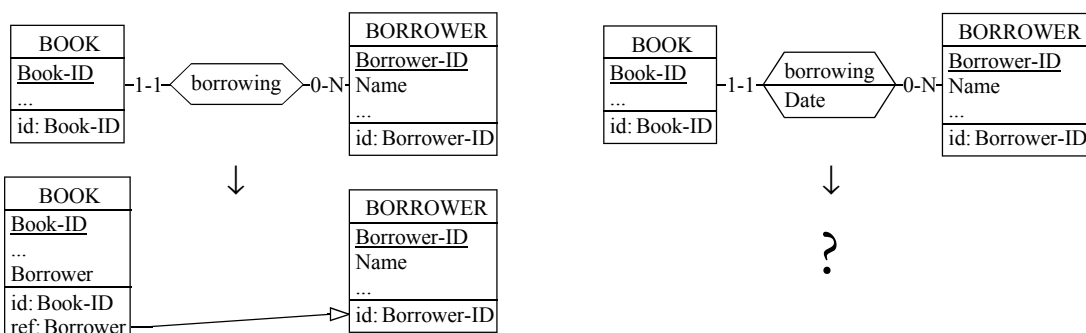 BOOK
Book-ID
...
id: Book-ID
1-1
borrowing
0-N
BORROWER
Borrower-ID
Name
...
id: Borrower-ID
↓
BOOK
Book-ID
...
Borrower
id: Book-ID
ref: Borrower
BORROWER
Borrower-ID
Name
...
id: Borrower-ID
BOOK
Book-ID
...
id: Book-ID
1-1
borrowing
Date
0-N
BORROWER
Borrower-ID
Name
...
id: Borrower-ID
↓
?